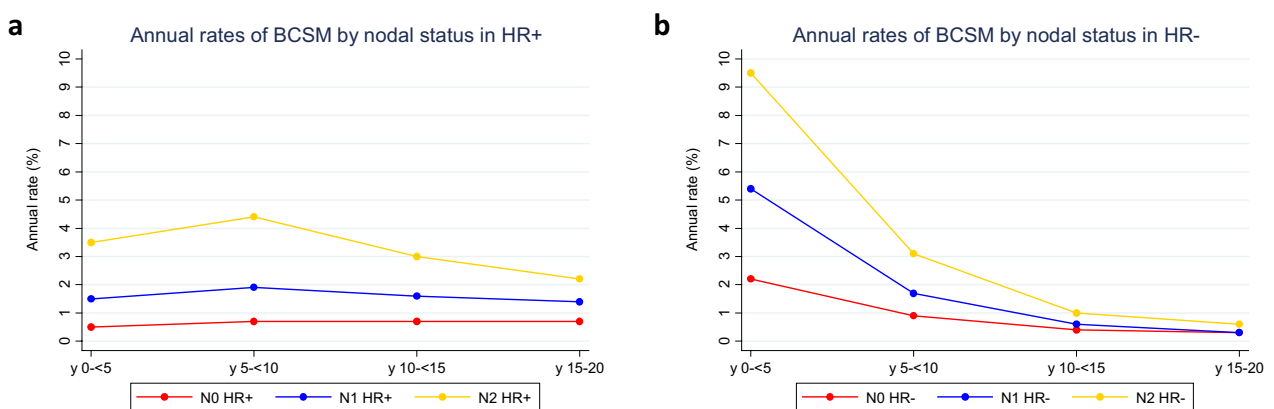 a
Annual rates of BCSM by nodal status in HR+
Annual rate (%)
10
9
8
7
6
5
4
3
2
1
0
y 0-<5 y 5-<10 y 10-<15 y 15-20
N0 HR+ N1 HR+ N2 HR+
b
Annual rates of BCSM by nodal status in HR-
Annual rate (%)
10
9
8
7
6
5
4
3
2
1
0
y 0-<5 y 5-<10 y 10-<15 y 15-20
N0 HR- N1 HR- N2 HR-